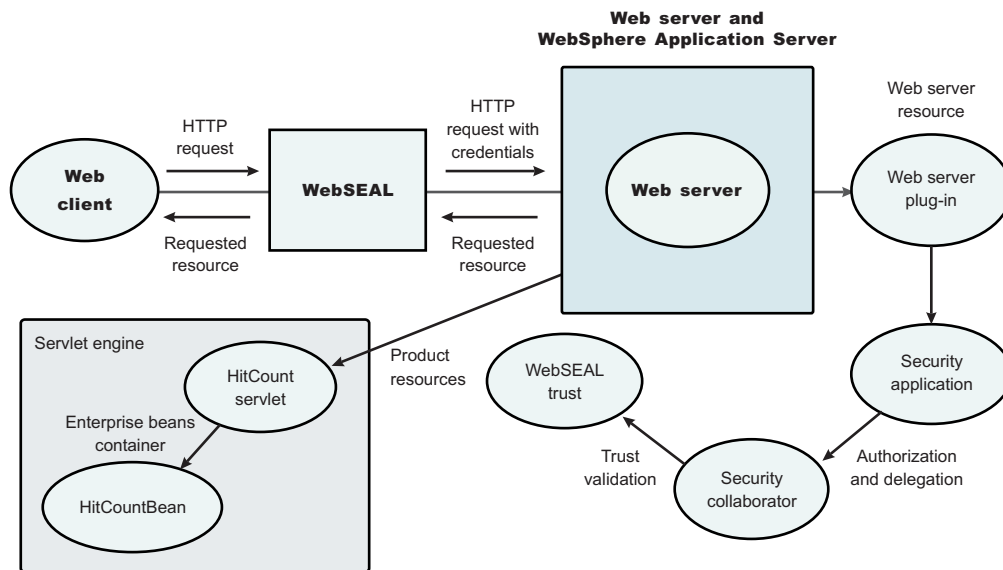 Web server and
WebSphere Application Server
HTTP
request
HTTP
request with
credentials
Web server
resource
Web
client
WebSEAL
Web server
Web server
plug-in
Requested
resource
Requested
resource
Servlet engine
HitCount
servlet
Product
resources
WebSEAL
trust
Security
application
Enterprise beans
container
Trust
validation
Authorization
and delegation
HitCountBean
Security
collaborator